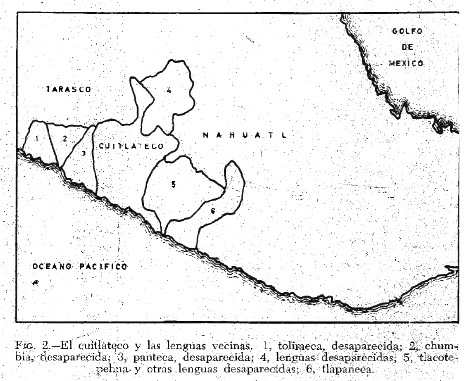 GOLFO
DE
MEXICO
TARASCO
4
NAHUATL
1
2
3
CUITLATECO
5
6
OCEANO PACIFICO
FIG. 2.—El cuitlateco y las lenguas vecinas. 1, tolimeca, desaparecida; 2, chum-
bia, desaparecida; 3, panteca, desaparecida; 4, lenguas desaparecidas; 5, tlacote-
pehua y otras lenguas desaparecidas; 6, tlapaneca.